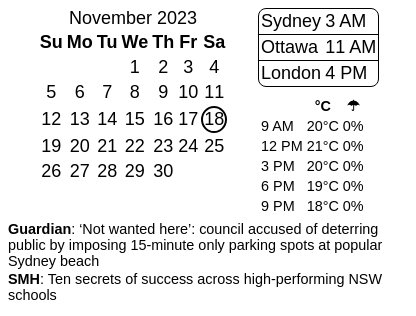 November 2023
Su Mo Tu We Th Fr Sa
1 2 3 4
5 6 7 8 9 10 11
12 13 14 15 16 17 18
19 20 21 22 23 24 25
26 27 28 29 30
Sydney 3 AM
Ottawa 11 AM
London 4 PM
°C ☂
9 AM 20°C 0%
12 PM 21°C 0%
3 PM 20°C 0%
6 PM 19°C 0%
9 PM 18°C 0%
Guardian: ‘Not wanted here’: council accused of deterring
public by imposing 15-minute only parking spots at popular
Sydney beach
SMH: Ten secrets of success across high-performing NSW
schools